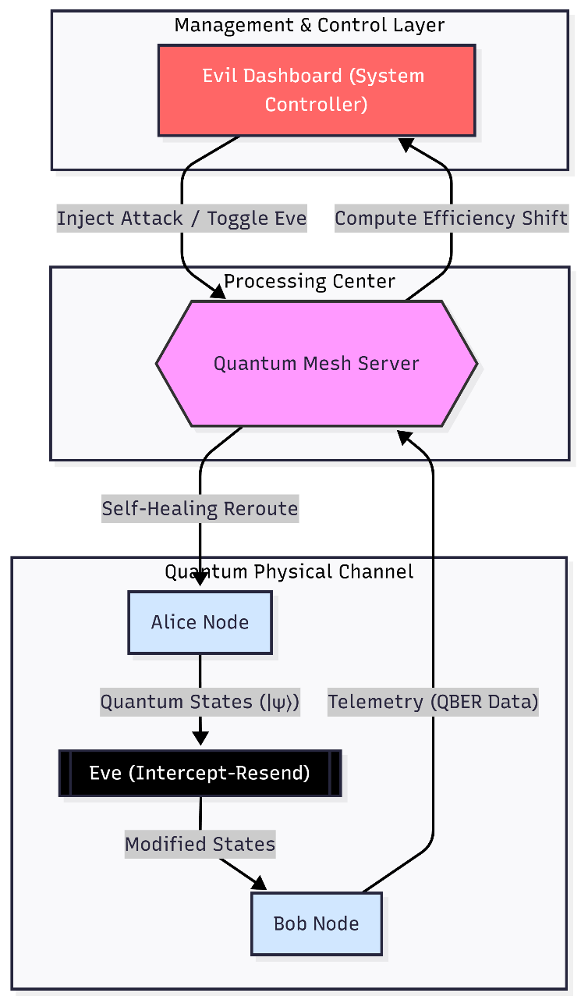 Management & Control Layer
Evil Dashboard (System
Controller)
Inject Attack / Toggle Eve
Compute Efficiency Shift
Processing Center
Quantum Mesh Server
Self-Healing Reroute
Quantum Physical Channel
Alice Node
Quantum States (|ψ⟩)
Telemetry (QBER Data)
Eve (Intercept-Resend)
Modified States
Bob Node